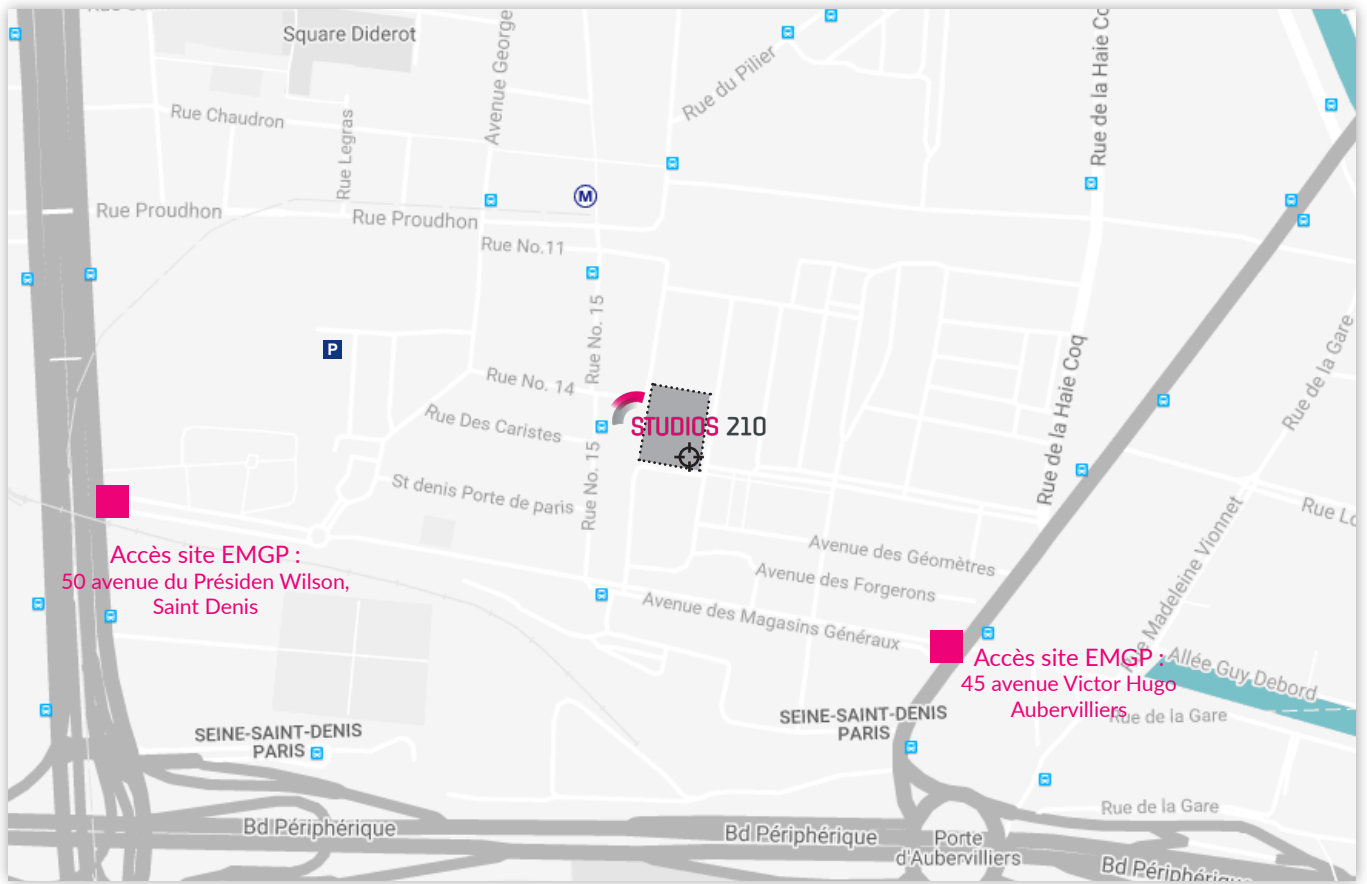 Square Diderot
Avenue George
Rue du Pilier
Rue de la Haie Co
Rue Chaudron
Rue Legras
M
Rue Proudhon
Rue Proudhon
Rue No.11
Rue No. 15
P
Rue de la Gare
Rue No. 14
Rue de la Haie Coq
Rue Des Caristes
STUDIOS 210
Rue No. 15
St denis Porte de paris
Rue Lo
Accès site EMGP :
50 avenue du Présiden Wilson,
Saint Denis
Avenue des Géomètres
Avenue des Forgerons
Avenue des Magasins Généraux
Rue Madeleine Vionnet
Accès site EMGP :
45 avenue Victor Hugo
Aubervilliers
Allée Guy Debord
Rue de la Gare
SEINE-SAINT-DENIS
PARIS
SEINE-SAINT-DENIS
PARIS
Rue de la Gare
Bd Périphérique
Bd Périphérique
Porte
d'Aubervilliers
Bd Périphérique